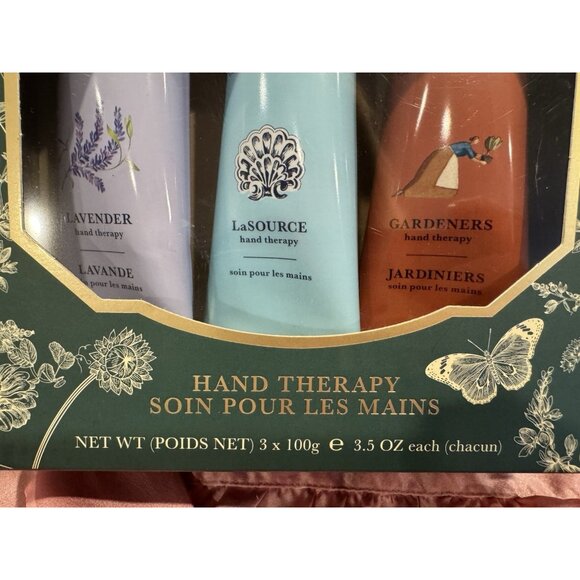 LAVENDER
hand therapy
LAVANDE
soin pour les mains
LaSOURCE
hand therapy
soin pour les mains
GARDENERS
hand therapy
JARDINIERS
soin pour les mains
HAND THERAPY
SOIN POUR LES MAINS
NET WT (POIDS NET) 3 x 100g ℮ 3.5 OZ each (chacun)